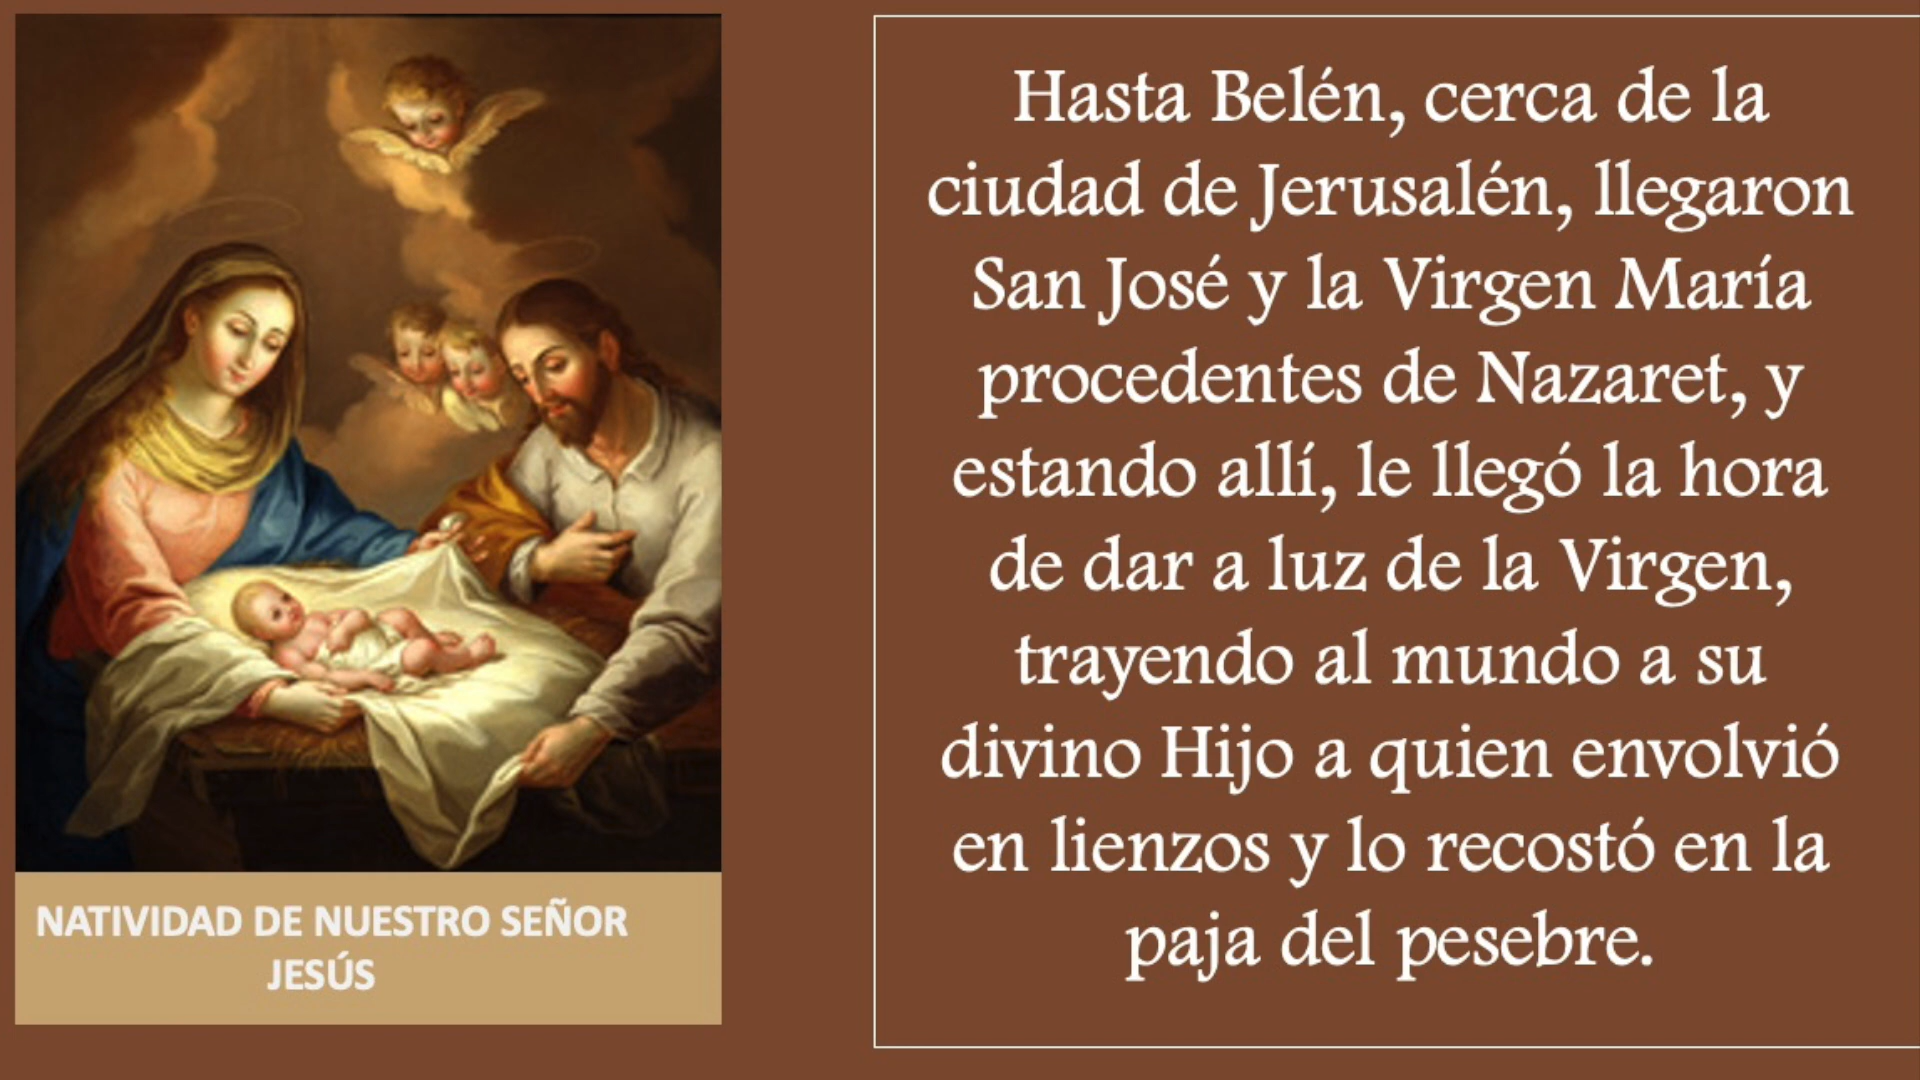 NATIVIDAD DE NUESTRO SEÑOR
JESÚS
Hasta Belén, cerca de la
ciudad de Jerusalén, llegaron
San José y la Virgen María
procedentes de Nazaret, y
estando allí, le llegó la hora
de dar a luz de la Virgen,
trayendo al mundo a su
divino Hijo a quien envolvió
en lienzos y lo recostó en la
paja del pesebre.